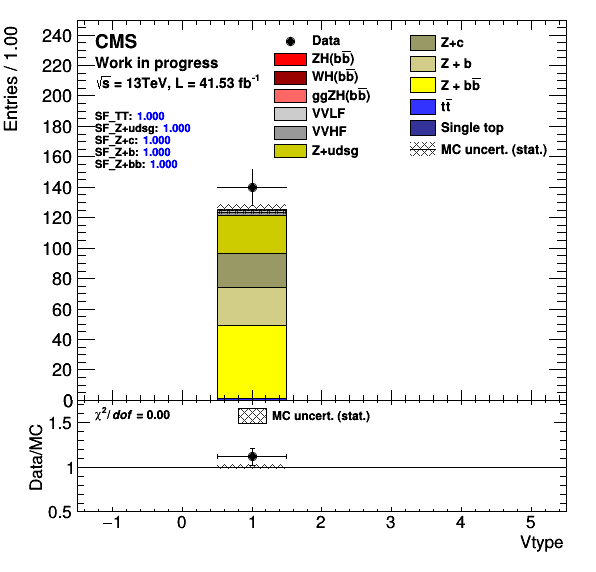 CMS
Work in progress
√s = 13TeV, L = 41.53 fb⁻¹
SF_TT: 1.000
SF_Z+udsg: 1.000
SF_Z+c: 1.000
SF_Z+b: 1.000
SF_Z+bb: 1.000
Data
ZH(bb̅)
WH(bb̅)
ggZH(bb̅)
VVLF
VVHF
Z+udsg
Z+c
Z + b
Z + bb̅
tt̅
Single top
MC uncert. (stat.)
Entries / 1.00
240
220
200
180
160
140
120
100
80
60
40
20
0
χ²/dof = 0.00
MC uncert. (stat.)
Data/MC
1.5
1
0.5
−1 0 1 2 3 4 5
Vtype